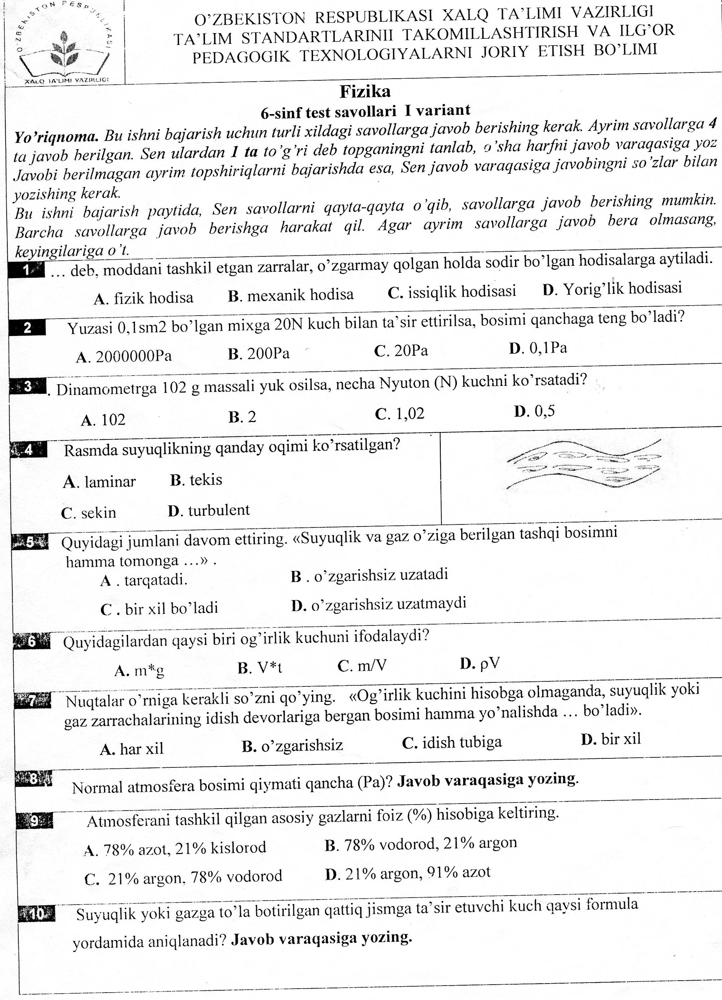 O'ZBEKISTON RESPUBLIKASI
XALQ TA'LIMI VAZIRLIGI
O’ZBEKISTON RESPUBLIKASI XALQ TA’LIMI VAZIRLIGI
TA’LIM STANDARTLARINII TAKOMILLASHTIRISH VA ILG’OR
PEDAGOGIK TEXNOLOGIYALARNI JORIY ETISH BO’LIMI
Fizika
6-sinf test savollari I variant
Yo’riqnoma. Bu ishni bajarish uchun turli xildagi savollarga javob berishing kerak. Ayrim savollarga 4
ta javob berilgan. Sen ulardan 1 ta to’g’ri deb topganingni tanlab, o’sha harfni javob varaqasiga yoz
Javobi berilmagan ayrim topshiriqlarni bajarishda esa, Sen javob varaqasiga javobingni so’zlar bilan
yozishing kerak.
Bu ishni bajarish paytida, Sen savollarni qayta-qayta o’qib, savollarga javob berishing mumkin.
Barcha savollarga javob berishga harakat qil. Agar ayrim savollarga javob bera olmasang,
keyingilariga o’t.
1 … deb, moddani tashkil etgan zarralar, o’zgarmay qolgan holda sodir bo’lgan hodisalarga aytiladi.
A. fizik hodisa B. mexanik hodisa C. issiqlik hodisasi D. Yorig’lik hodisasi
2 Yuzasi 0,1sm2 bo’lgan mixga 20N kuch bilan ta’sir ettirilsa, bosimi qanchaga teng bo’ladi?
A. 2000000Pa B. 200Pa C. 20Pa D. 0,1Pa
3 . Dinamometrga 102 g massali yuk osilsa, necha Nyuton (N) kuchni ko’rsatadi?
A. 102 B. 2 C. 1,02 D. 0,5
4 Rasmda suyuqlikning qanday oqimi ko’rsatilgan?
A. laminar B. tekis
C. sekin D. turbulent
5 Quyidagi jumlani davom ettiring. «Suyuqlik va gaz o’ziga berilgan tashqi bosimni
hamma tomonga …» .
A . tarqatadi. B . o’zgarishsiz uzatadi
C . bir xil bo’ladi D. o’zgarishsiz uzatmaydi
6 Quyidagilardan qaysi biri og’irlik kuchuni ifodalaydi?
A. m*g B. V*t C. m/V D. ρV
7 Nuqtalar o’rniga kerakli so’zni qo’ying. «Og’irlik kuchini hisobga olmaganda, suyuqlik yoki
gaz zarrachalarining idish devorlariga bergan bosimi hamma yo’nalishda … bo’ladi».
A. har xil B. o’zgarishsiz C. idish tubiga D. bir xil
8 Normal atmosfera bosimi qiymati qancha (Pa)? Javob varaqasiga yozing.
9 Atmosferani tashkil qilgan asosiy gazlarni foiz (%) hisobiga keltiring.
A. 78% azot, 21% kislorod B. 78% vodorod, 21% argon
C. 21% argon, 78% vodorod D. 21% argon, 91% azot
10 Suyuqlik yoki gazga to’la botirilgan qattiq jismga ta’sir etuvchi kuch qaysi formula
yordamida aniqlanadi? Javob varaqasiga yozing.